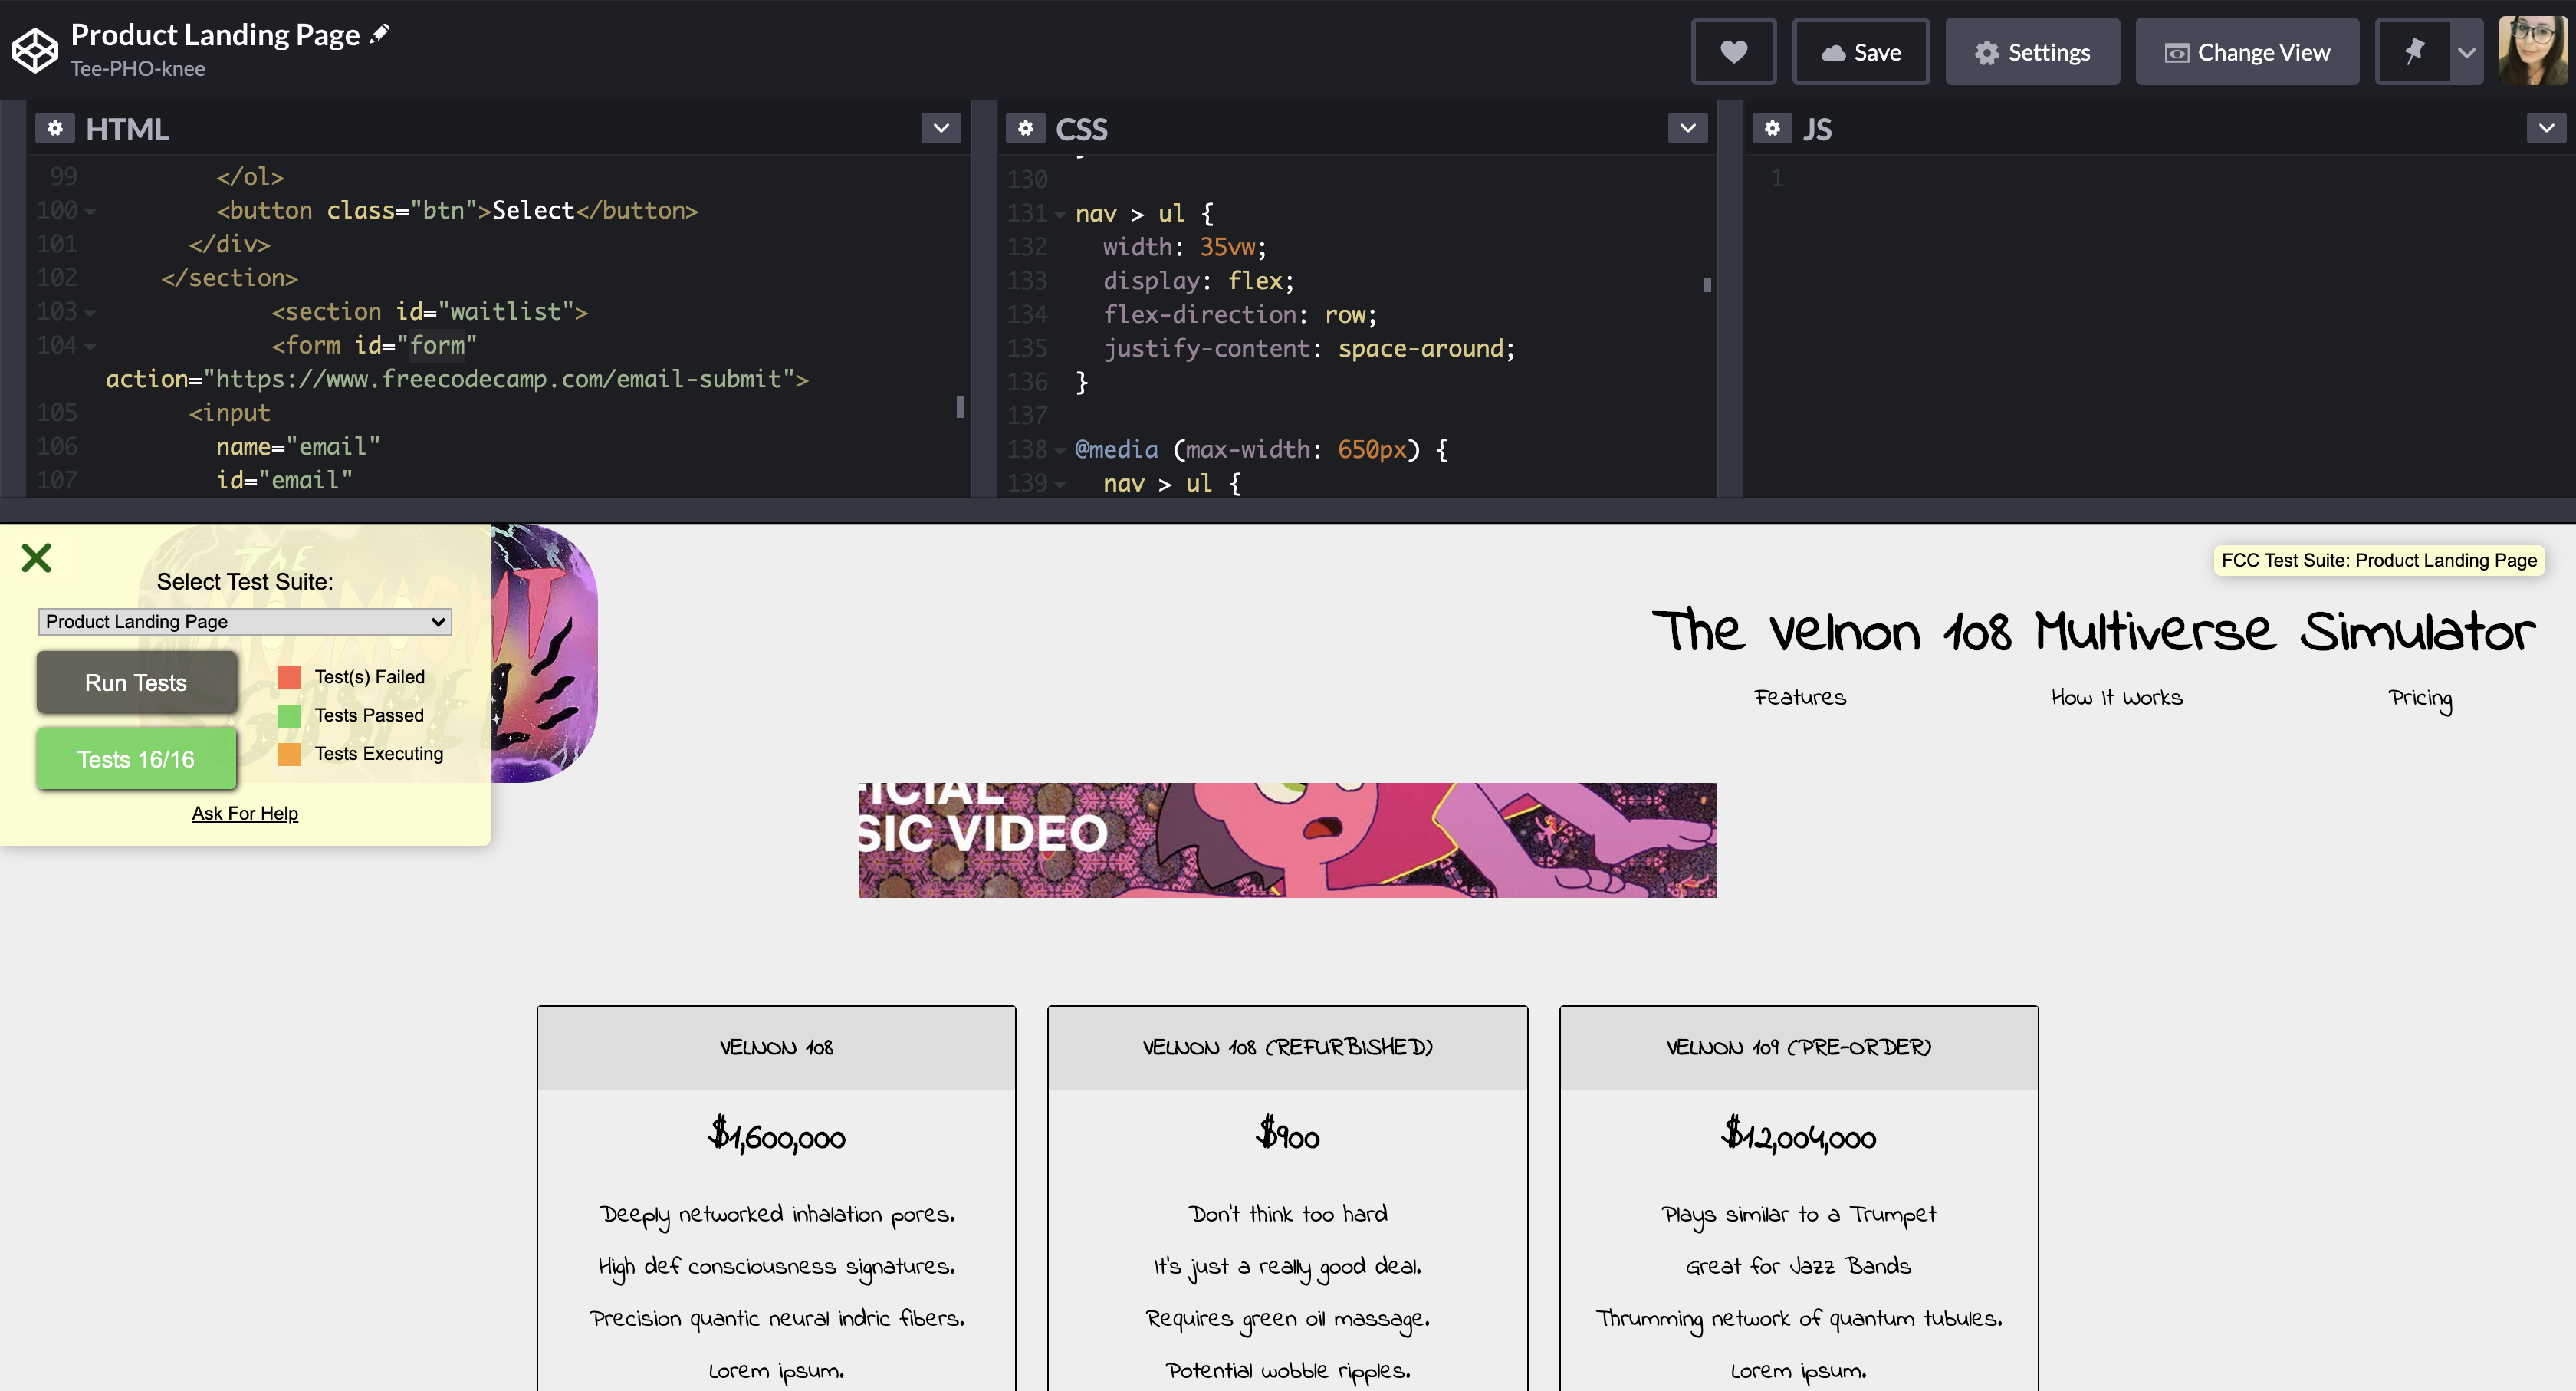 Product Landing Page
Tee-PHO-knee
Save
Settings
Change View
HTML
99 </ol>
100 <button class="btn">Select</button>
101 </div>
102 </section>
103 <section id="waitlist">
104 <form id="form"
action="https://www.freecodecamp.com/email-submit">
105 <input
106 name="email"
107 id="email"
CSS
130
131 nav > ul {
132 width: 35vw;
133 display: flex;
134 flex-direction: row;
135 justify-content: space-around;
136 }
137
138 @media (max-width: 650px) {
139 nav > ul {
JS
1
Select Test Suite:
Product Landing Page
Run Tests
Tests 16/16
Test(s) Failed
Tests Passed
Tests Executing
Ask For Help
THE
FCC Test Suite: Product Landing Page
The Velnon 108 Multiverse Simulator
Features
How It Works
Pricing
ICIAL
SIC VIDEO
VELNON 108
$1,600,000
Deeply networked inhalation pores.
High def consciousness signatures.
Precision quantic neural indric fibers.
Lorem ipsum.
VELNON 108 (REFURBISHED)
$900
Don't think too hard
It's just a really good deal.
Requires green oil massage.
Potential wobble ripples.
VELNON 109 (PRE-ORDER)
$12,004,000
Plays similar to a Trumpet
Great for Jazz Bands
Thrumming network of quantum tubules.
Lorem ipsum.